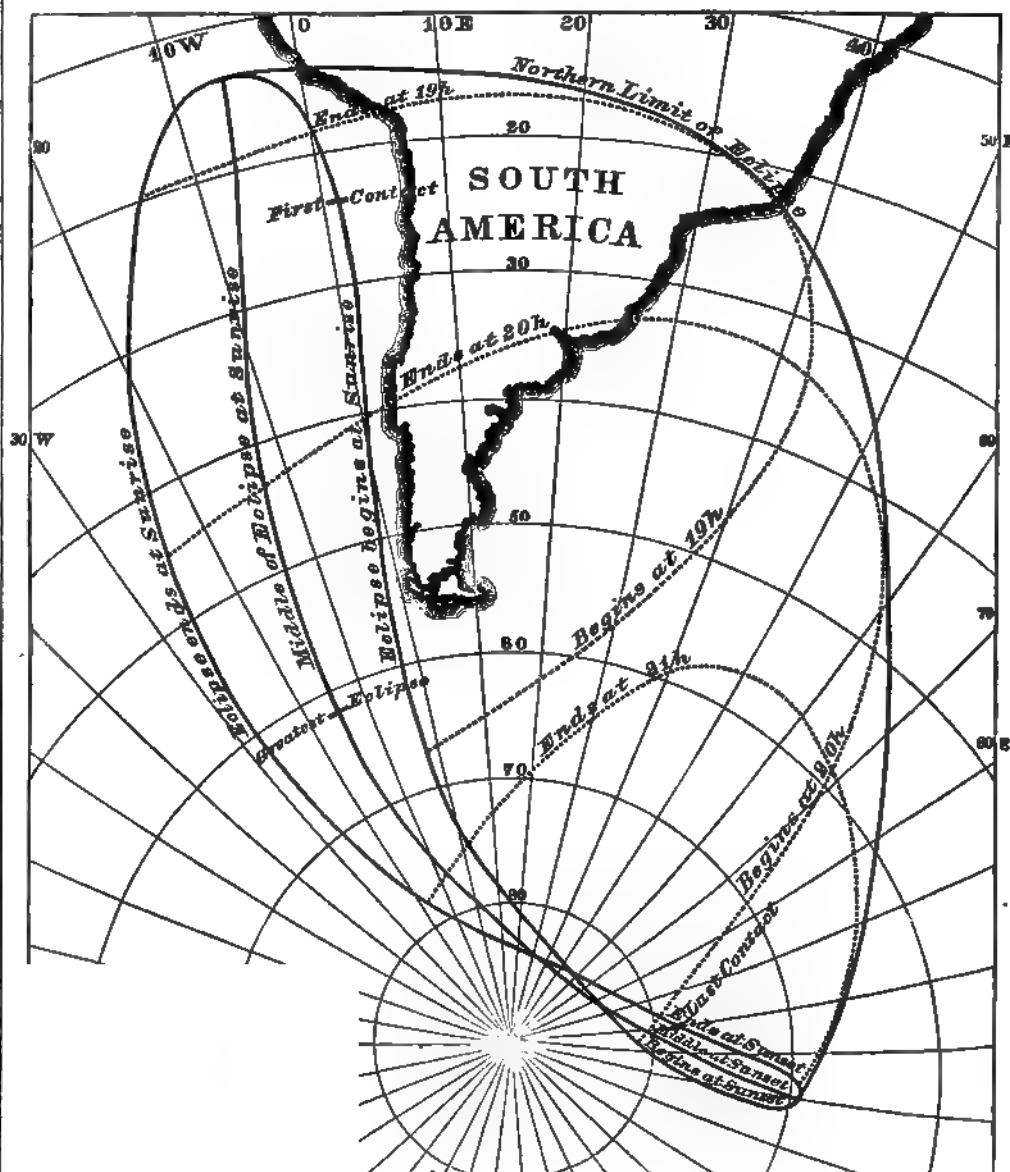 10 W
0
10 E
20
30
40
Northern Limit of Eclipse
Ends at 19h
20
20
50 E
First Contact
SOUTH
AMERICA
30
Ends at 20h
30 W
60
Eclipse ends at Sunrise
Middle of Eclipse at Sunrise
Eclipse begins at Sunrise
50
Begins at 19h
70
60
Ends at 21h
Greatest Eclipse
80 E
70
Begins at 20h
80
Last Contact
Ends at Sunset
Middle at Sunset
Begins at Sunset